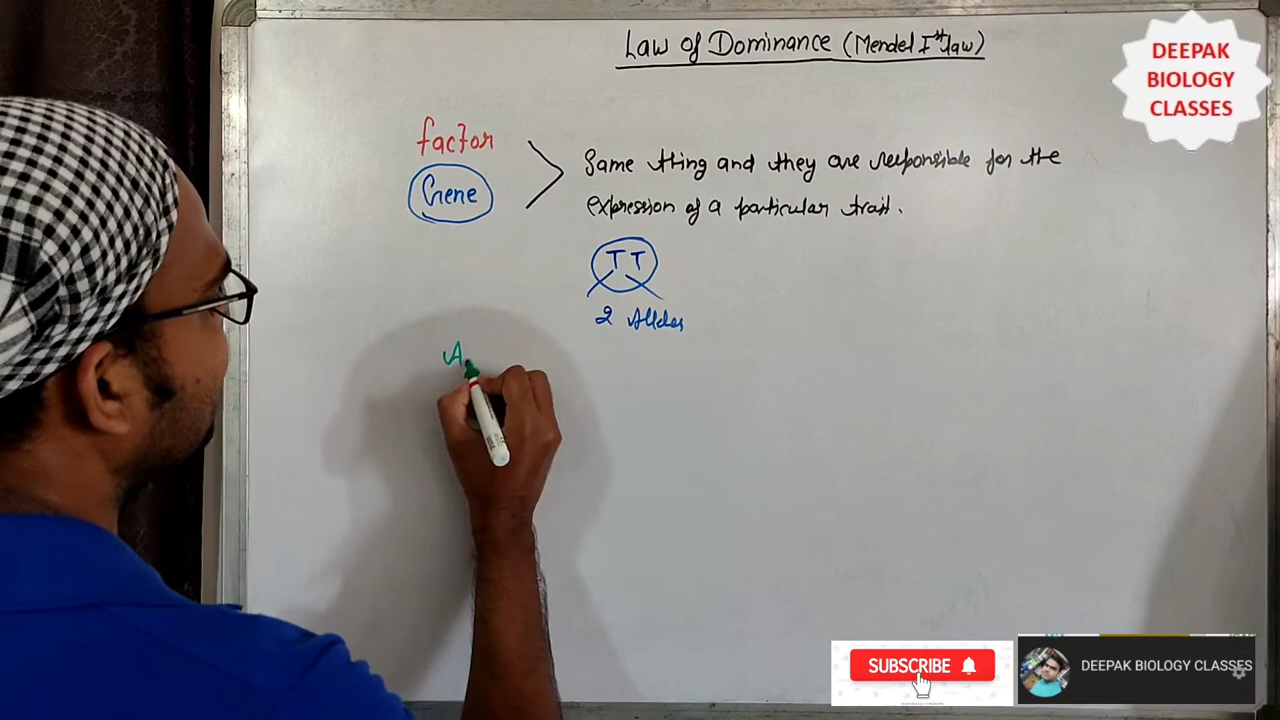 Law of Dominance (Mendel Ist law)
DEEPAK
BIOLOGY
CLASSES
factor
Gene
Same thing and they are responsible for the
expression of a particular trait.
T T
2 Alleles
A
SUBSCRIBE
DEEPAK BIOLOGY CLASSES